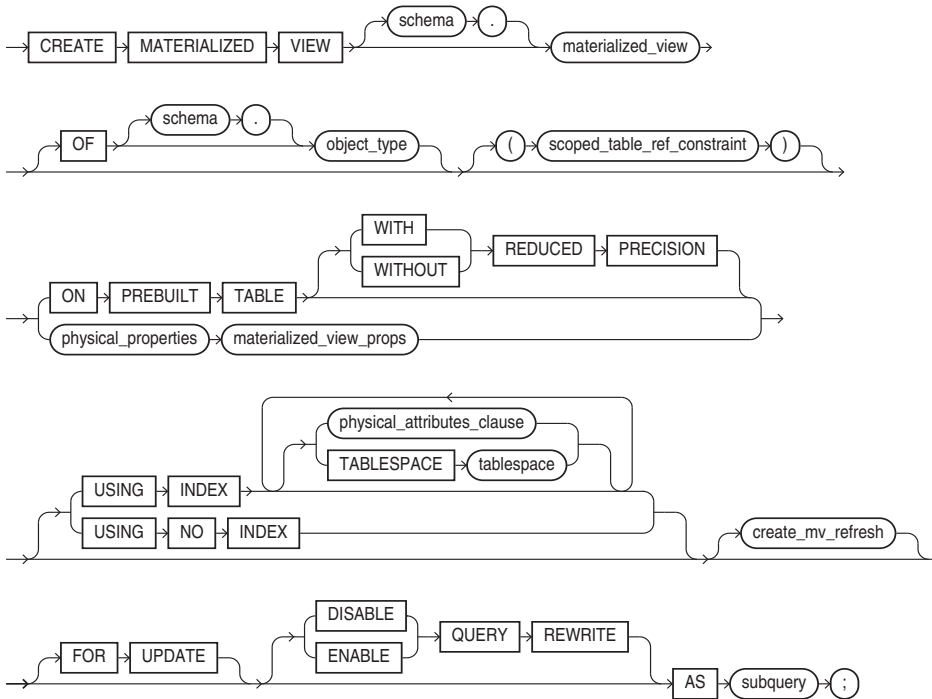 schema .
CREATE MATERIALIZED VIEW materialized_view
schema .
OF object_type ( scoped_table_ref_constraint )
WITH
WITHOUT REDUCED PRECISION
ON PREBUILT TABLE
physical_properties materialized_view_props
physical_attributes_clause
TABLESPACE tablespace
USING INDEX
USING NO INDEX
create_mv_refresh
DISABLE
ENABLE QUERY REWRITE
FOR UPDATE
AS subquery ;